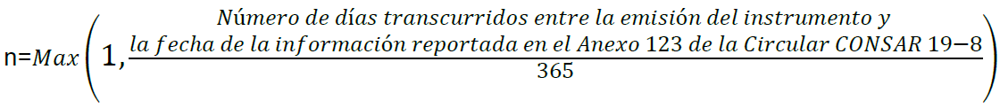 Número de días transcurridos entre la emisión del instrumento y
n=Max(1, la fecha de la información reportada en el Anexo 123 de la Circular CONSAR 19−8)
365